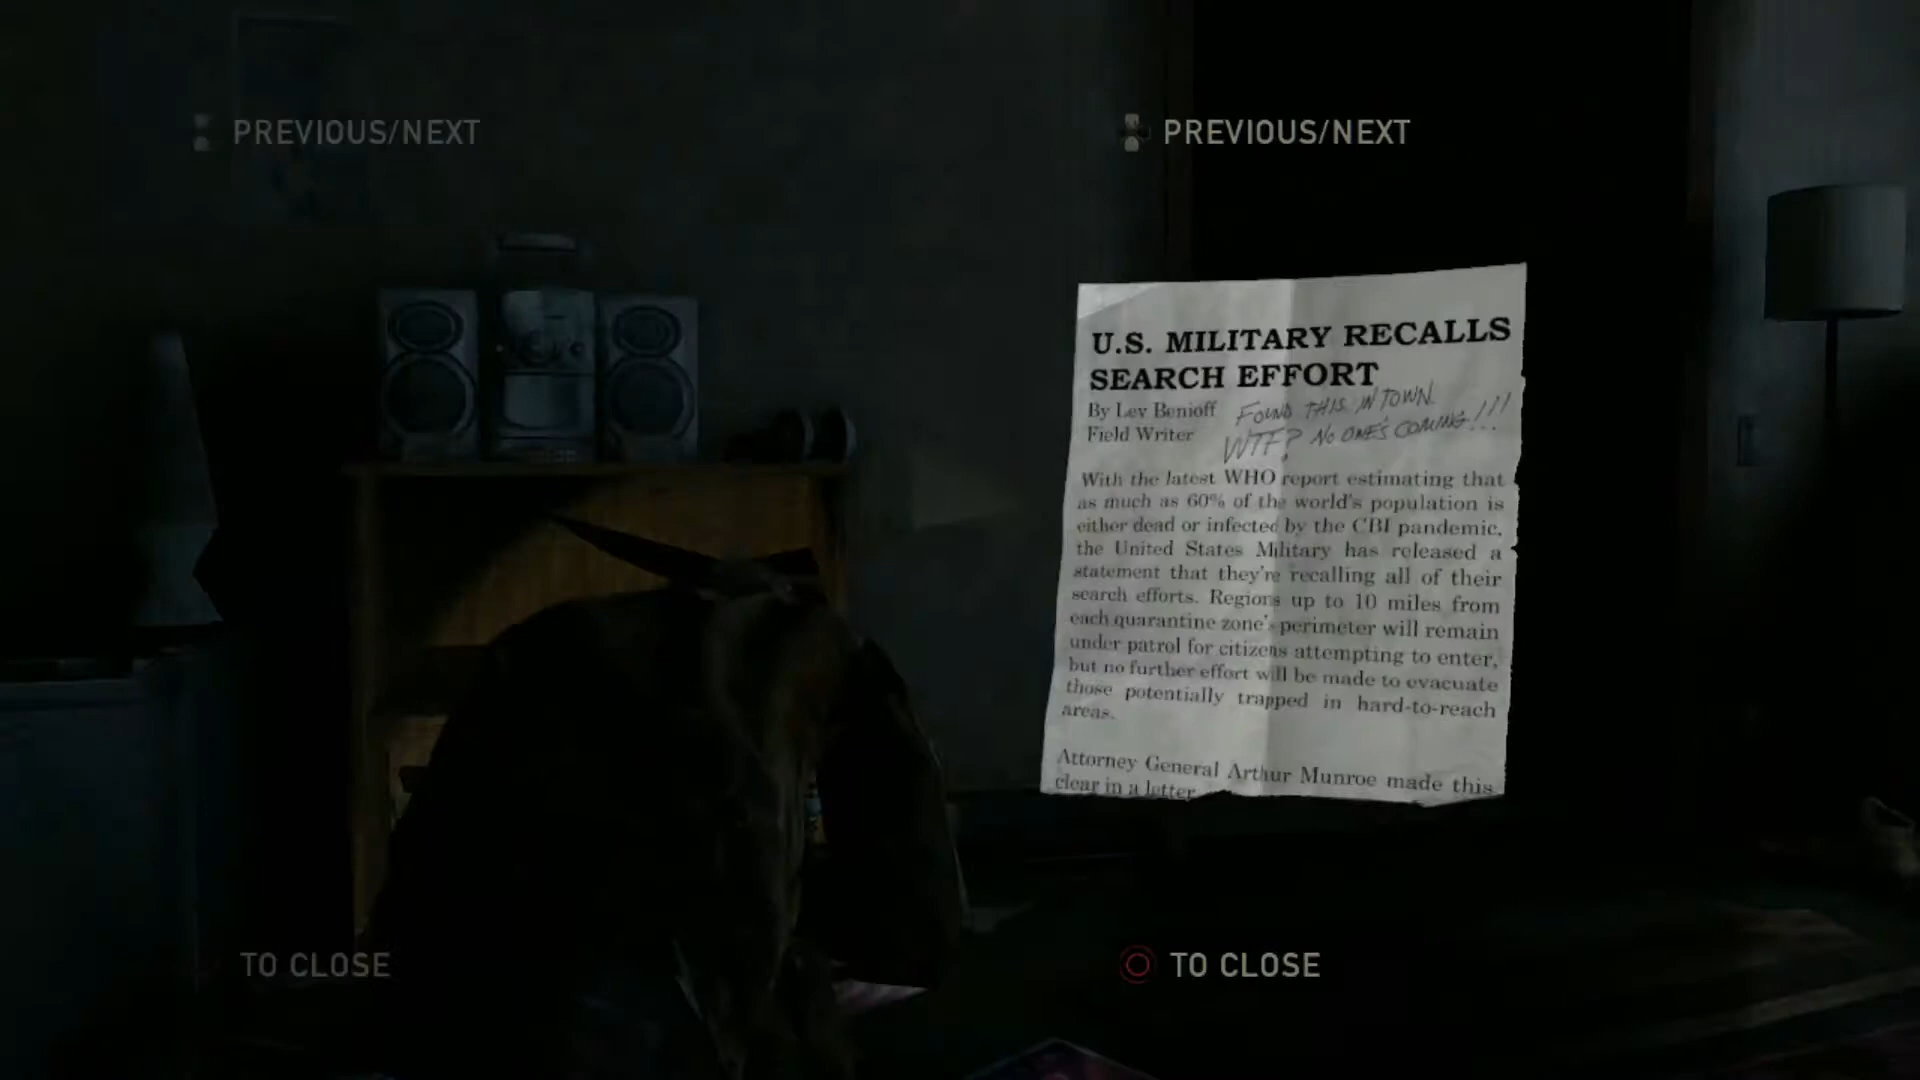 PREVIOUS/NEXT
PREVIOUS/NEXT
U.S. MILITARY RECALLS
SEARCH EFFORT
By Lev Benioff
Field Writer
FOUND THIS IN TOWN.
WTF? NO ONE'S COMING!!!
With the latest WHO report estimating that
as much as 60% of the world's population is
either dead or infected by the CBI pandemic,
the United States Military has released a
statement that they're recalling all of their
search efforts. Regions up to 10 miles from
each quarantine zone's perimeter will remain
under patrol for citizens attempting to enter,
but no further effort will be made to evacuate
those potentially trapped in hard-to-reach
areas.
Attorney General Arthur Munroe made this
clear in a letter
TO CLOSE
TO CLOSE